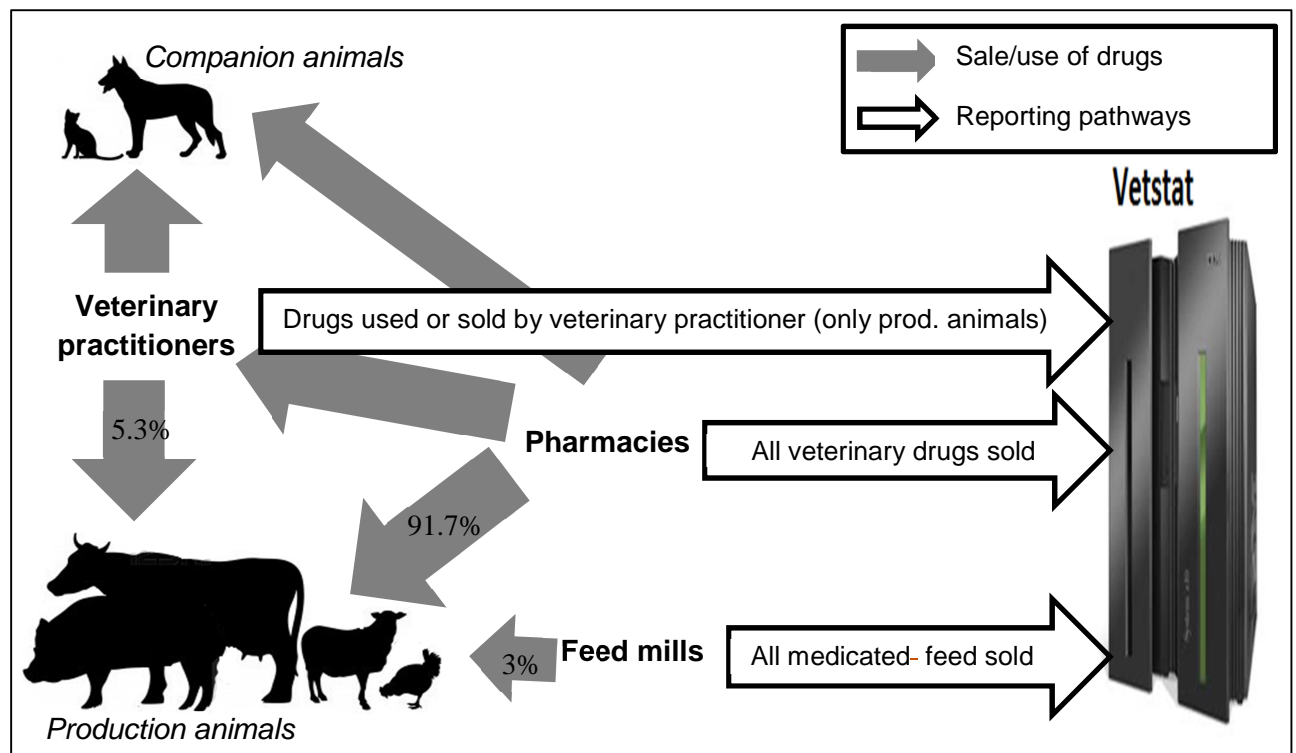 Companion animals
Sale/use of drugs
Reporting pathways
Vetstat
Veterinary
practitioners
Drugs used or sold by veterinary practitioner (only prod. animals)
5.3%
Pharmacies
All veterinary drugs sold
91.7%
3%
Feed mills
All medicated- feed sold
Production animals